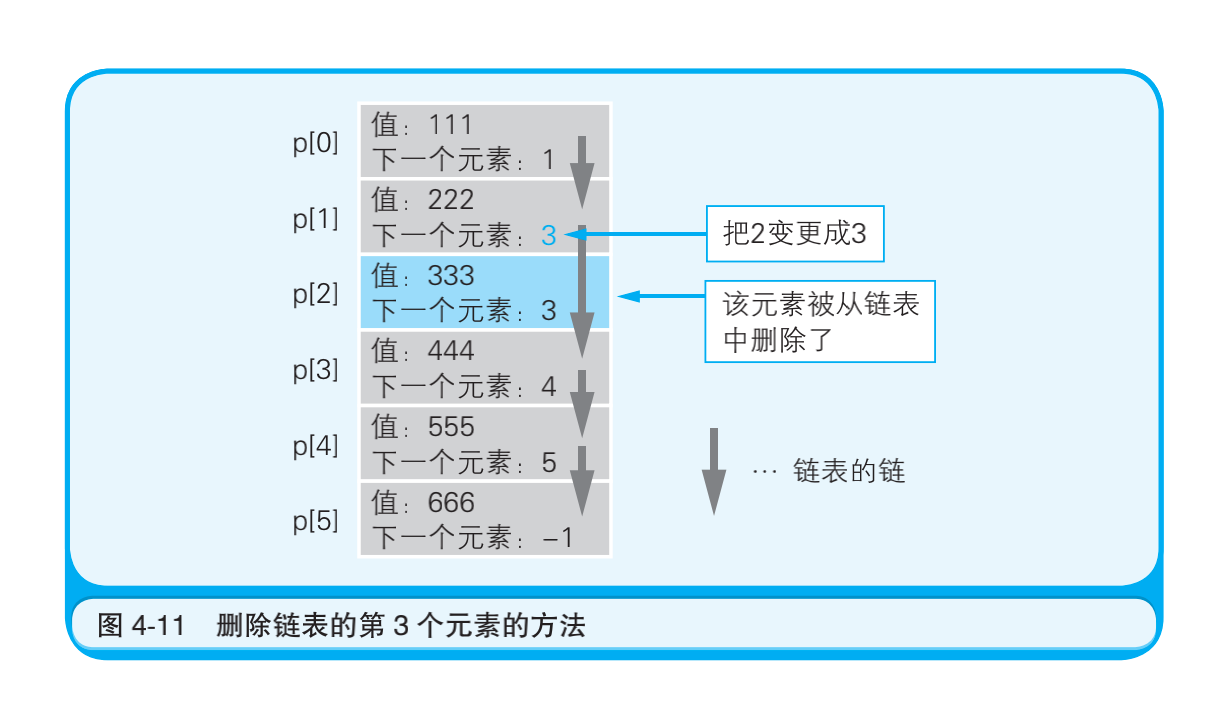 p[0]
值：111
下一个元素：1
p[1]
值：222
下一个元素：3
把2变更成3
p[2]
值：333
下一个元素：3
该元素被从链表
中删除了
p[3]
值：444
下一个元素：4
p[4]
值：555
下一个元素：5
… 链表的链
p[5]
值：666
下一个元素：–1
图 4-11 删除链表的第 3 个元素的方法